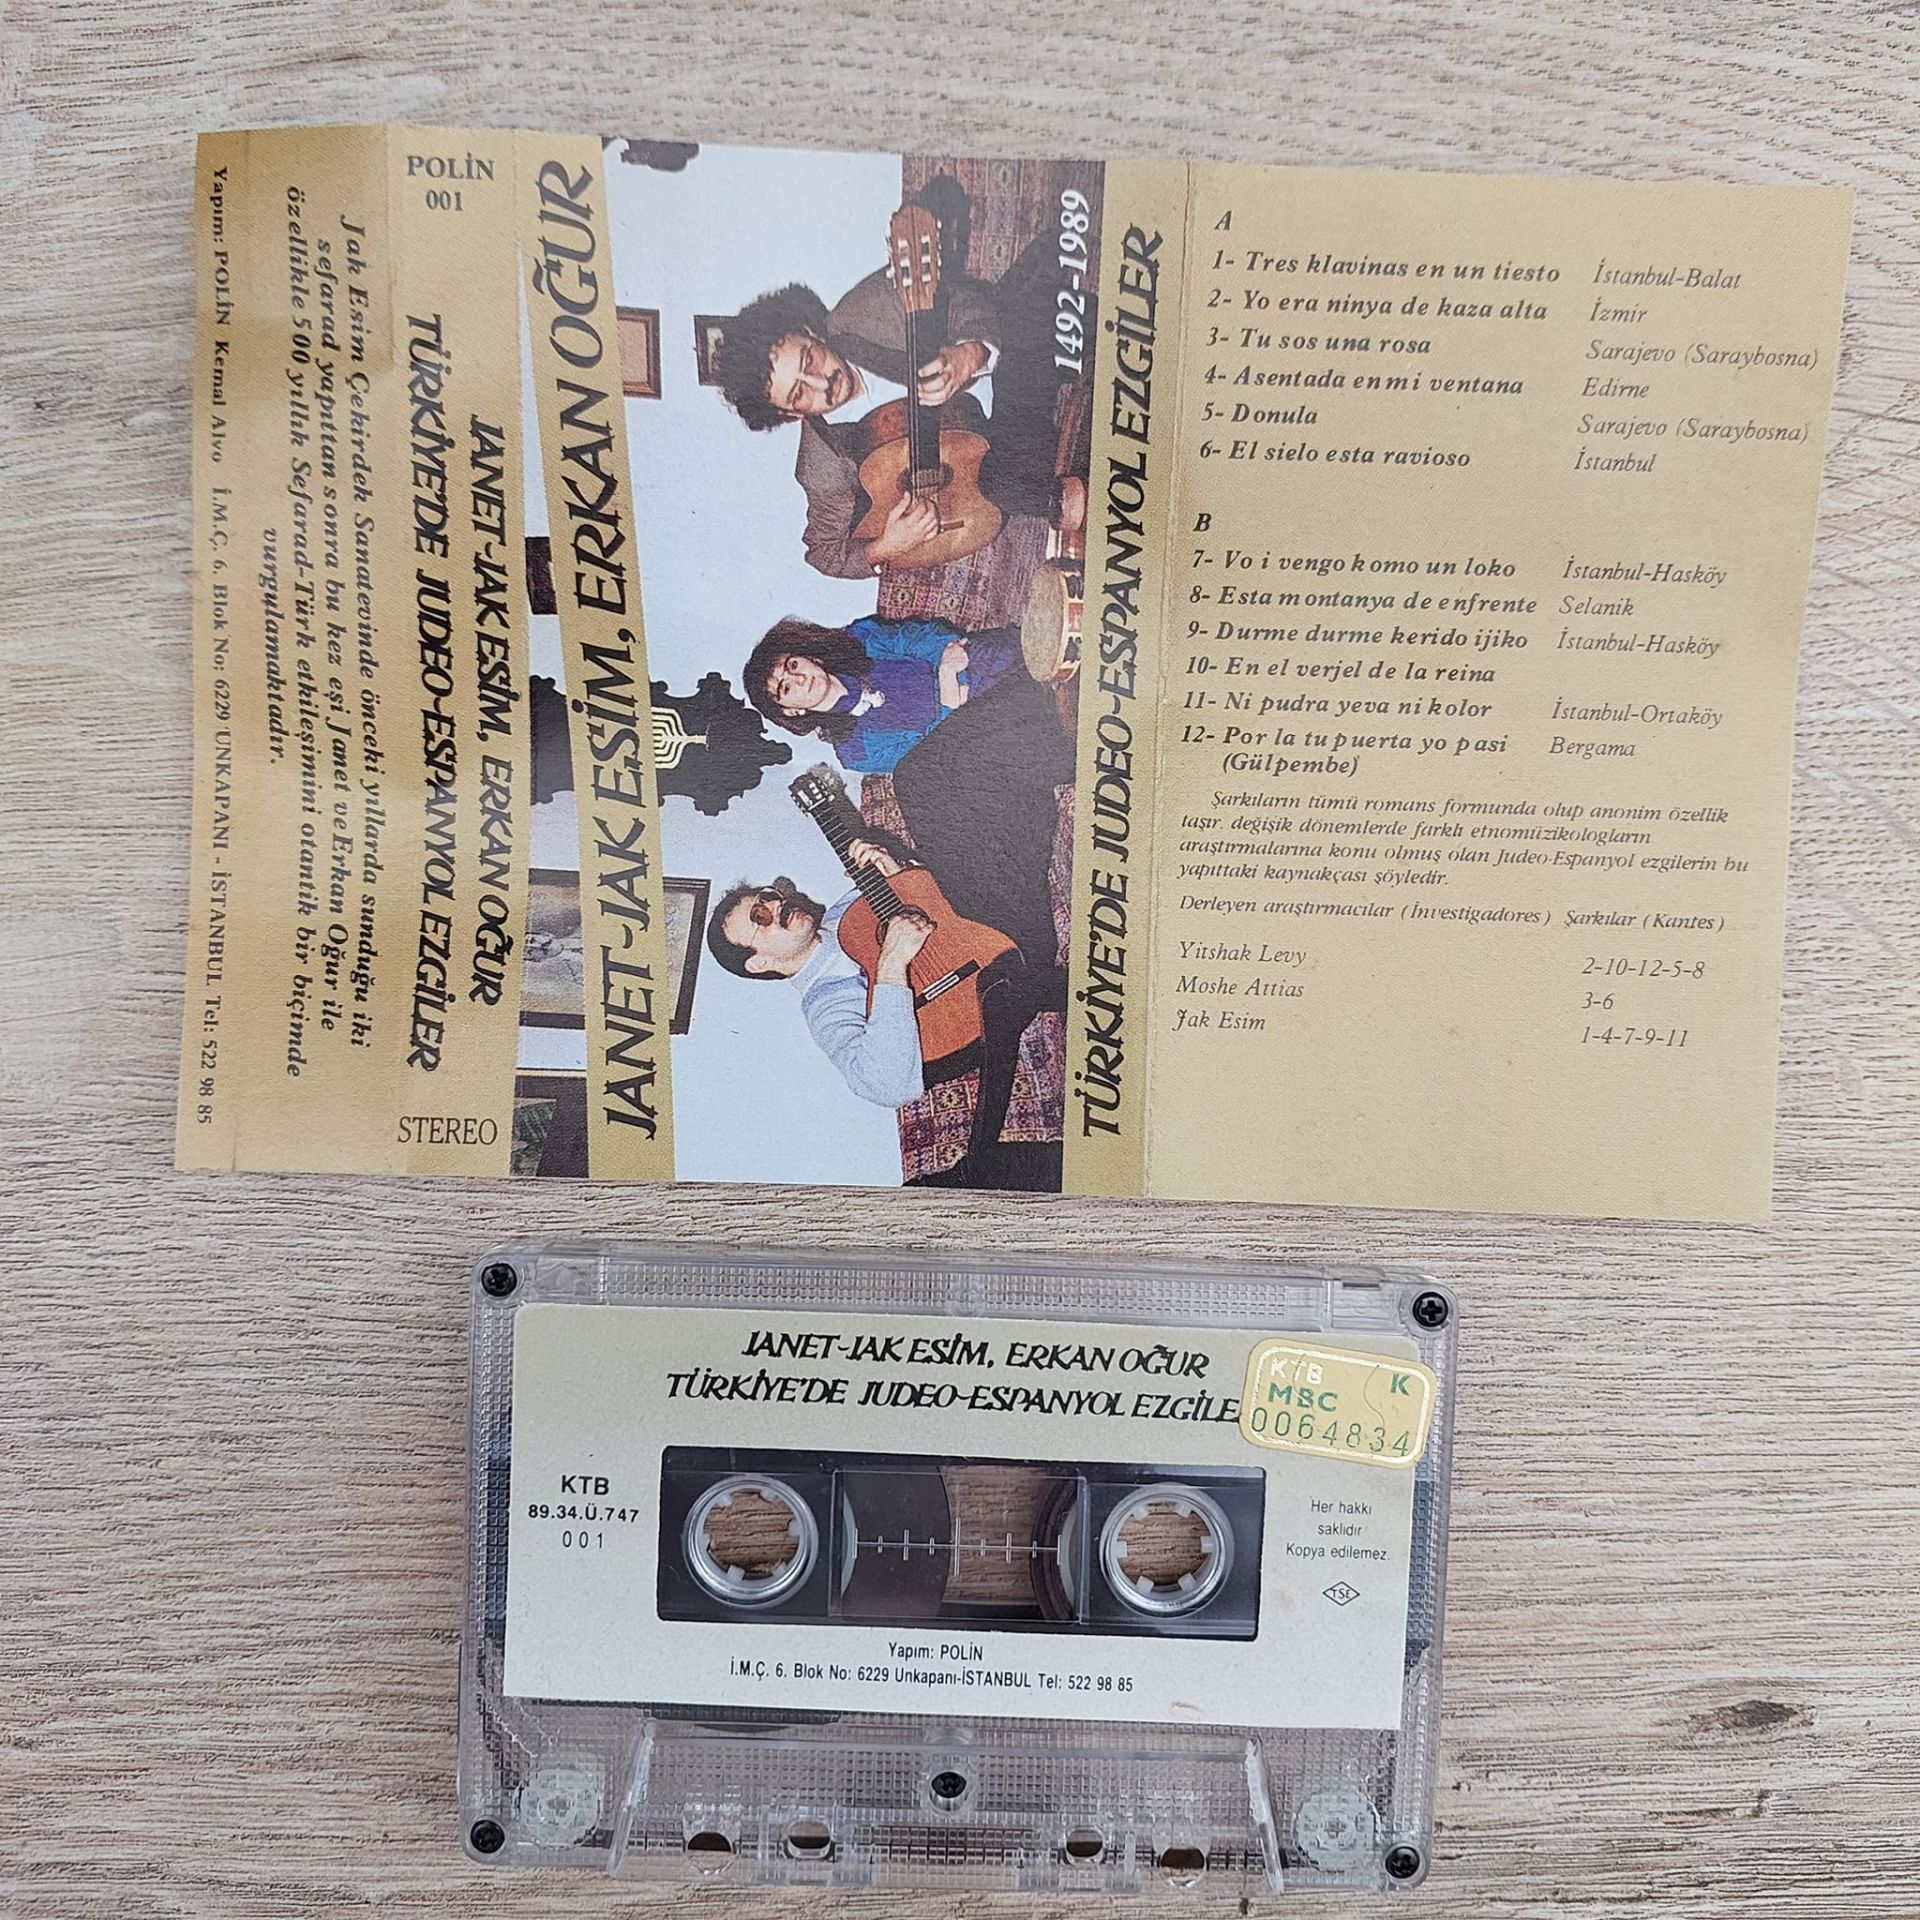 Yapım: POLİN Kemal Alvo İ.M.Ç. 6. Blok No: 6229 UNKAPANI - İSTANBUL Tel: 522 98 85
Jak Esim Çekirdek Sanatevinde önceki yıllarda sunduğu iki
sefarad yapıttan sonra bu kez eşi Janet ve Erkan Oğur ile
özellikle 500 yıllık Sefarad-Türk etkileşimini otantik bir biçimde
vurgulamaktadır.
POLİN
001
JANET-JAK ESİM, ERKAN OĞUR
TÜRKİYE'DE JUDEO-ESPANYOL EZGİLER
STEREO
JANET-JAK ESİM, ERKAN OĞUR
1492-1989
TÜRKİYE'DE JUDEO-ESPANYOL EZGİLER
A
1- Tres klavinas en un tiesto İstanbul-Balat
2- Yo era ninya de kaza alta İzmir
3- Tu sos una rosa Sarajevo (Saraybosna)
4- Asentada enmi ventana Edirne
5- Donula Sarajevo (Saraybosna)
6- El sielo esta ravioso İstanbul
B
7- Vo i vengo komo un loko İstanbul-Hasköy
8- Esta montanya de enfrente Selanik
9- Durme durme kerido ijiko İstanbul-Hasköy
10- En el verjel de la reina
11- Ni pudra yeva ni kolor İstanbul-Ortaköy
12- Por la tu puerta yo pasi Bergama
(Gülpembe)
Şarkıların tümü romans formunda olup anonim özellik
taşır. değişik dönemlerde farklı etnomüzikologların
araştırmalarına konu olmuş olan Judeo-Espanyol ezgilerin bu
yapıttaki kaynakçası şöyledir.
Derleyen araştırmacılar (Investigadores) Şarkılar (Kantes)
Yitshak Levy 2-10-12-5-8
Moshe Attias 3-6
Jak Esim 1-4-7-9-11
JANET-JAK ESİM, ERKAN OĞUR
TÜRKİYE'DE JUDEO-ESPANYOL EZGİLE
KTB K
MBC
0064834
KTB
89.34.Ü.747
001
Her hakkı
saklıdır
Kopya edilemez.
TSE
Yapım: POLİN
İ.M.Ç. 6. Blok No: 6229 Unkapanı-İSTANBUL Tel: 522 98 85